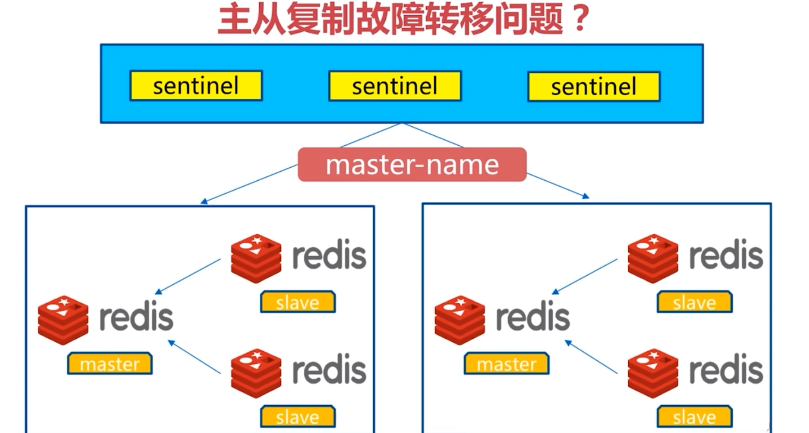 主从复制故障转移问题？
sentinel sentinel sentinel
master-name
redis
slave
redis
master
redis
slave
redis
slave
redis
master
redis
slave